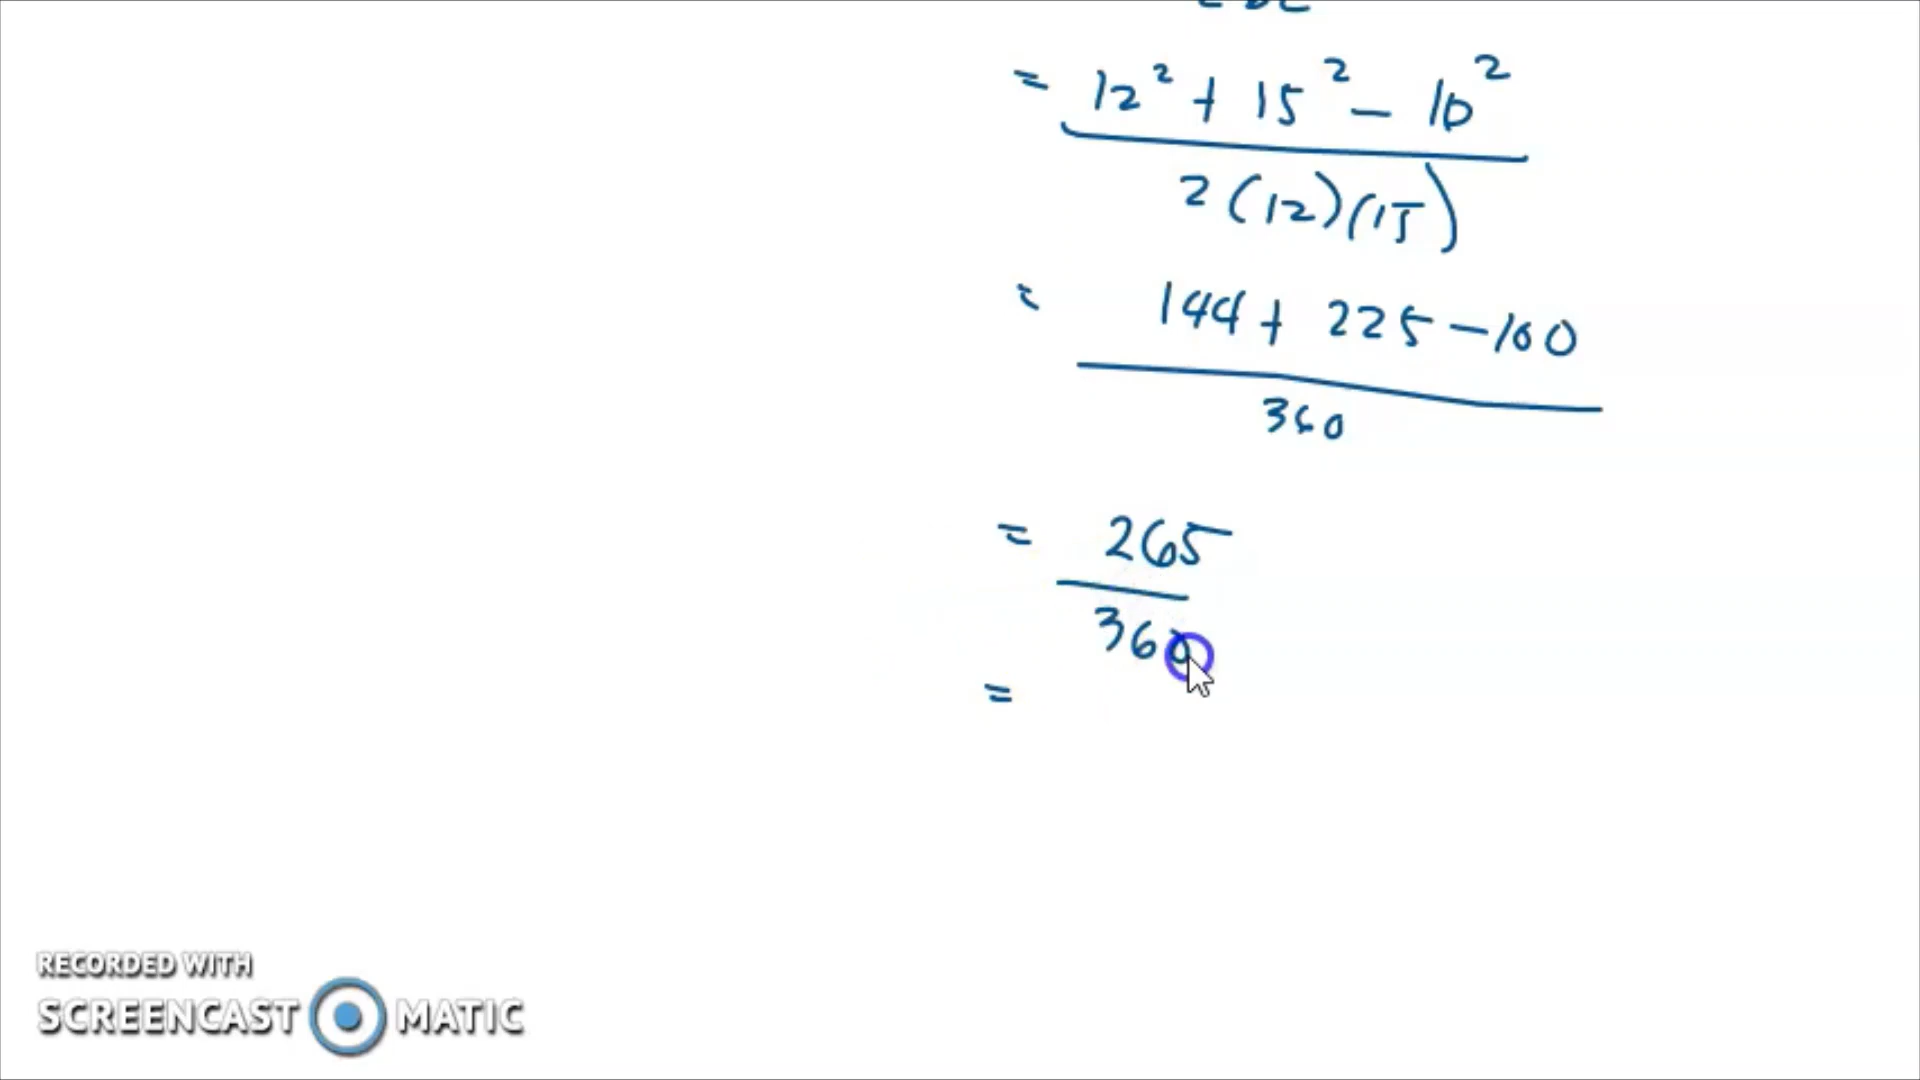 = 12² + 15² - 10²
2(12)(15)
= 144 + 225 - 100
360
= 265
360
=
RECORDED WITH
SCREENCAST MATIC